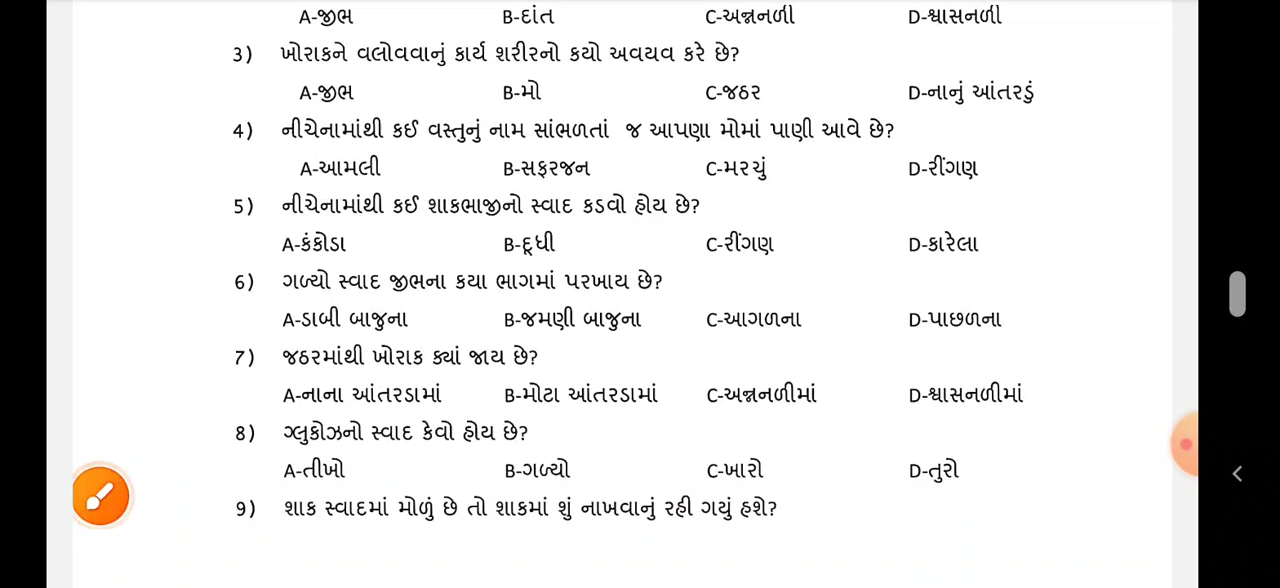 A-જીભ B-દાંત C-અન્નનળી D-શ્વાસનળી
3) ખોરાકને વલોવવાનું કાર્ય શરીરનો કયો અવયવ કરે છે?
A-જીભ B-મો C-જઠર D-નાનું આંતરડું
4) નીચેનામાંથી કઈ વસ્તુનું નામ સાંભળતાં જ આપણા મોમાં પાણી આવે છે?
A-આમલી B-સફરજન C-મરચું D-રીંગણ
5) નીચેનામાંથી કઈ શાકભાજીનો સ્વાદ કડવો હોય છે?
A-કંકોડા B-દૂધી C-રીંગણ D-કારેલા
6) ગળ્યો સ્વાદ જીભના કયા ભાગમાં પરખાય છે?
A-ડાબી બાજુના B-જમણી બાજુના C-આગળના D-પાછળના
7) જઠરમાંથી ખોરાક ક્યાં જાય છે?
A-નાના આંતરડામાં B-મોટા આંતરડામાં C-અન્નનળીમાં D-શ્વાસનળીમાં
8) ગ્લુકોઝનો સ્વાદ કેવો હોય છે?
A-તીખો B-ગળ્યો C-ખારો D-તુરો
9) શાક સ્વાદમાં મોળું છે તો શાકમાં શું નાખવાનું રહી ગયું હશે?